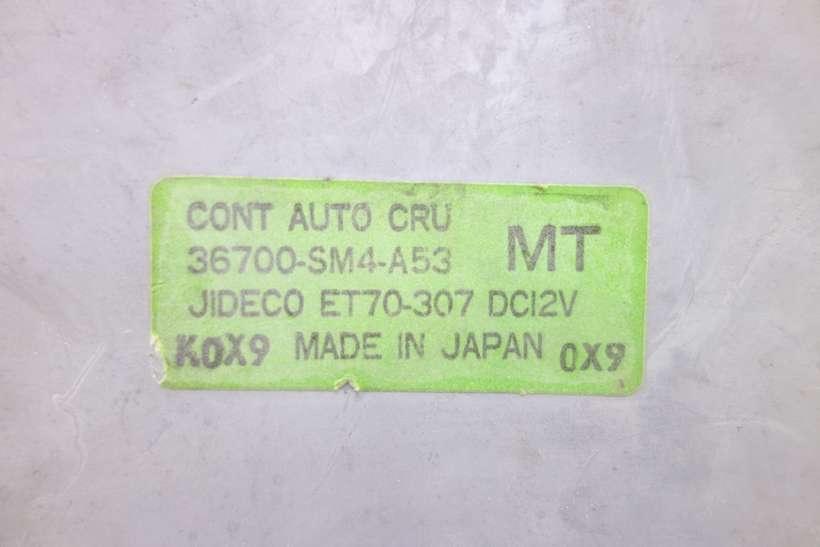 CONT AUTO CRU
36700-SM4-A53 MT
JIDECO ET70-307 DC12V
K0X9 MADE IN JAPAN 0X9